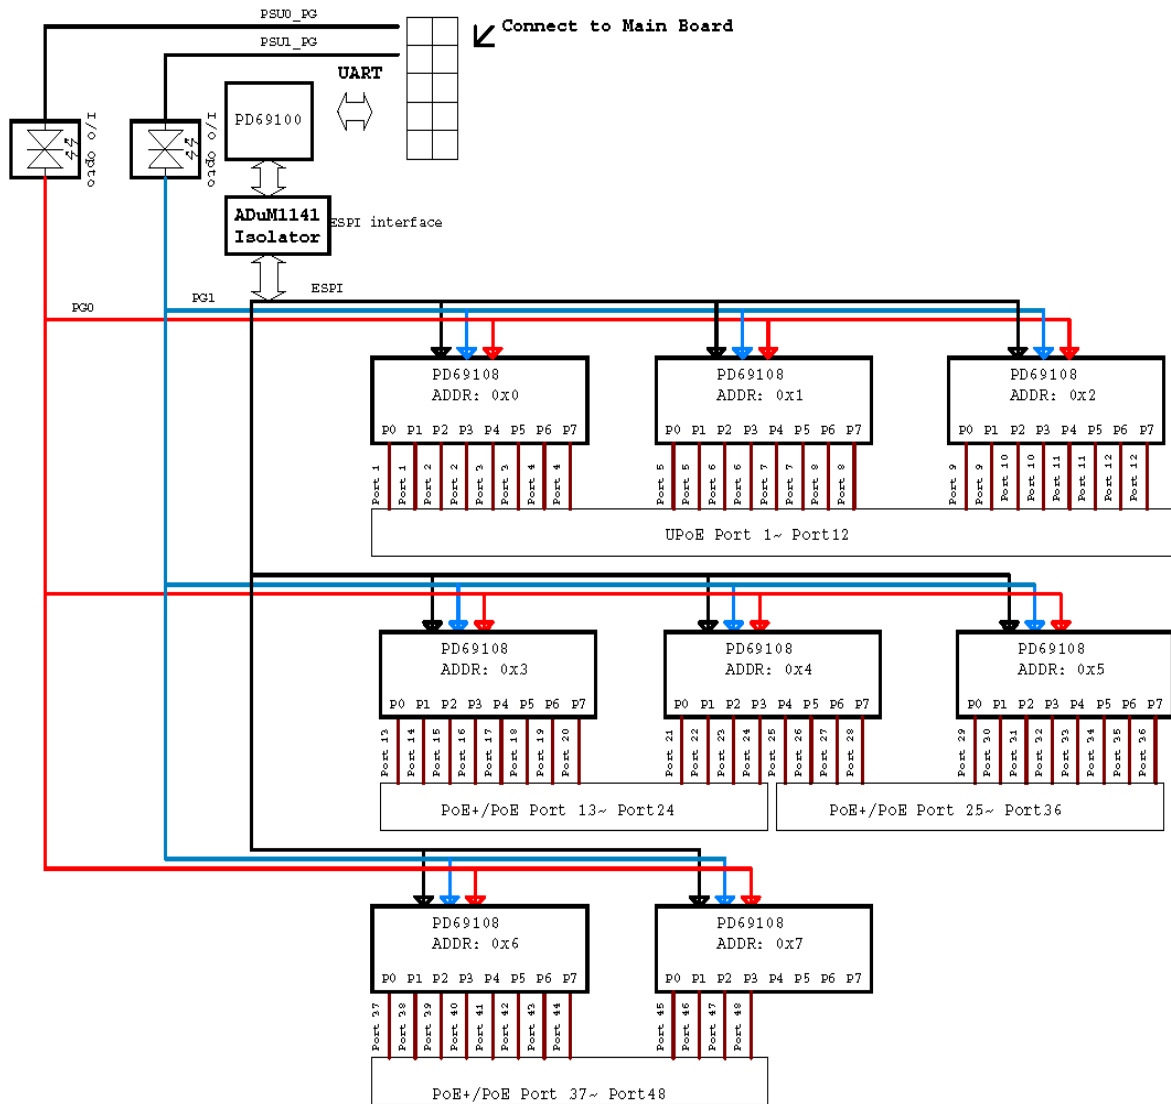 PSU0_PG
Connect to Main Board
PSU1_PG
UART
PD69100
I/O Opto
I/O Opto
ADuM1141
Isolator
ESPI interface
ESPI
PG0
PG1
PD69108
ADDR: 0x0
P0 P1 P2 P3 P4 P5 P6 P7
PD69108
ADDR: 0x1
P0 P1 P2 P3 P4 P5 P6 P7
PD69108
ADDR: 0x2
P0 P1 P2 P3 P4 P5 P6 P7
Port 1
Port 1
Port 2
Port 2
Port 3
Port 3
Port 4
Port 4
Port 5
Port 5
Port 6
Port 6
Port 7
Port 7
Port 8
Port 8
Port 9
Port 9
Port 10
Port 10
Port 11
Port 11
Port 12
Port 12
UPoE Port 1~ Port12
PD69108
ADDR: 0x3
P0 P1 P2 P3 P4 P5 P6 P7
PD69108
ADDR: 0x4
P0 P1 P2 P3 P4 P5 P6 P7
PD69108
ADDR: 0x5
P0 P1 P2 P3 P4 P5 P6 P7
Port 13
Port 14
Port 15
Port 16
Port 17
Port 18
Port 19
Port 20
Port 21
Port 22
Port 23
Port 24
Port 25
Port 26
Port 27
Port 28
Port 29
Port 30
Port 31
Port 32
Port 33
Port 34
Port 35
Port 36
PoE+/PoE Port 13~ Port24
PoE+/PoE Port 25~ Port36
PD69108
ADDR: 0x6
P0 P1 P2 P3 P4 P5 P6 P7
PD69108
ADDR: 0x7
P0 P1 P2 P3 P4 P5 P6 P7
Port 37
Port 38
Port 39
Port 40
Port 41
Port 42
Port 43
Port 44
Port 45
Port 46
Port 47
Port 48
PoE+/PoE Port 37~ Port48